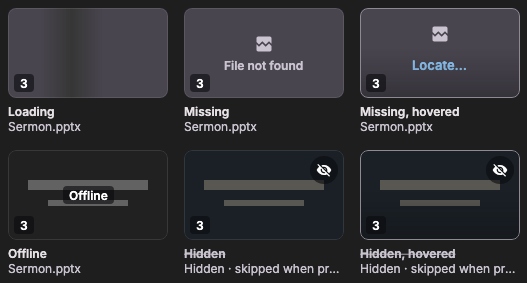 3
File not found
3
Locate...
3
Loading
Missing
Missing, hovered
Sermon.pptx
Sermon.pptx
Sermon.pptx
Offline
3
3
3
Offline
Hidden
Hidden, hovered
Sermon.pptx
Hidden · skipped when pr...
Hidden · skipped when pr...